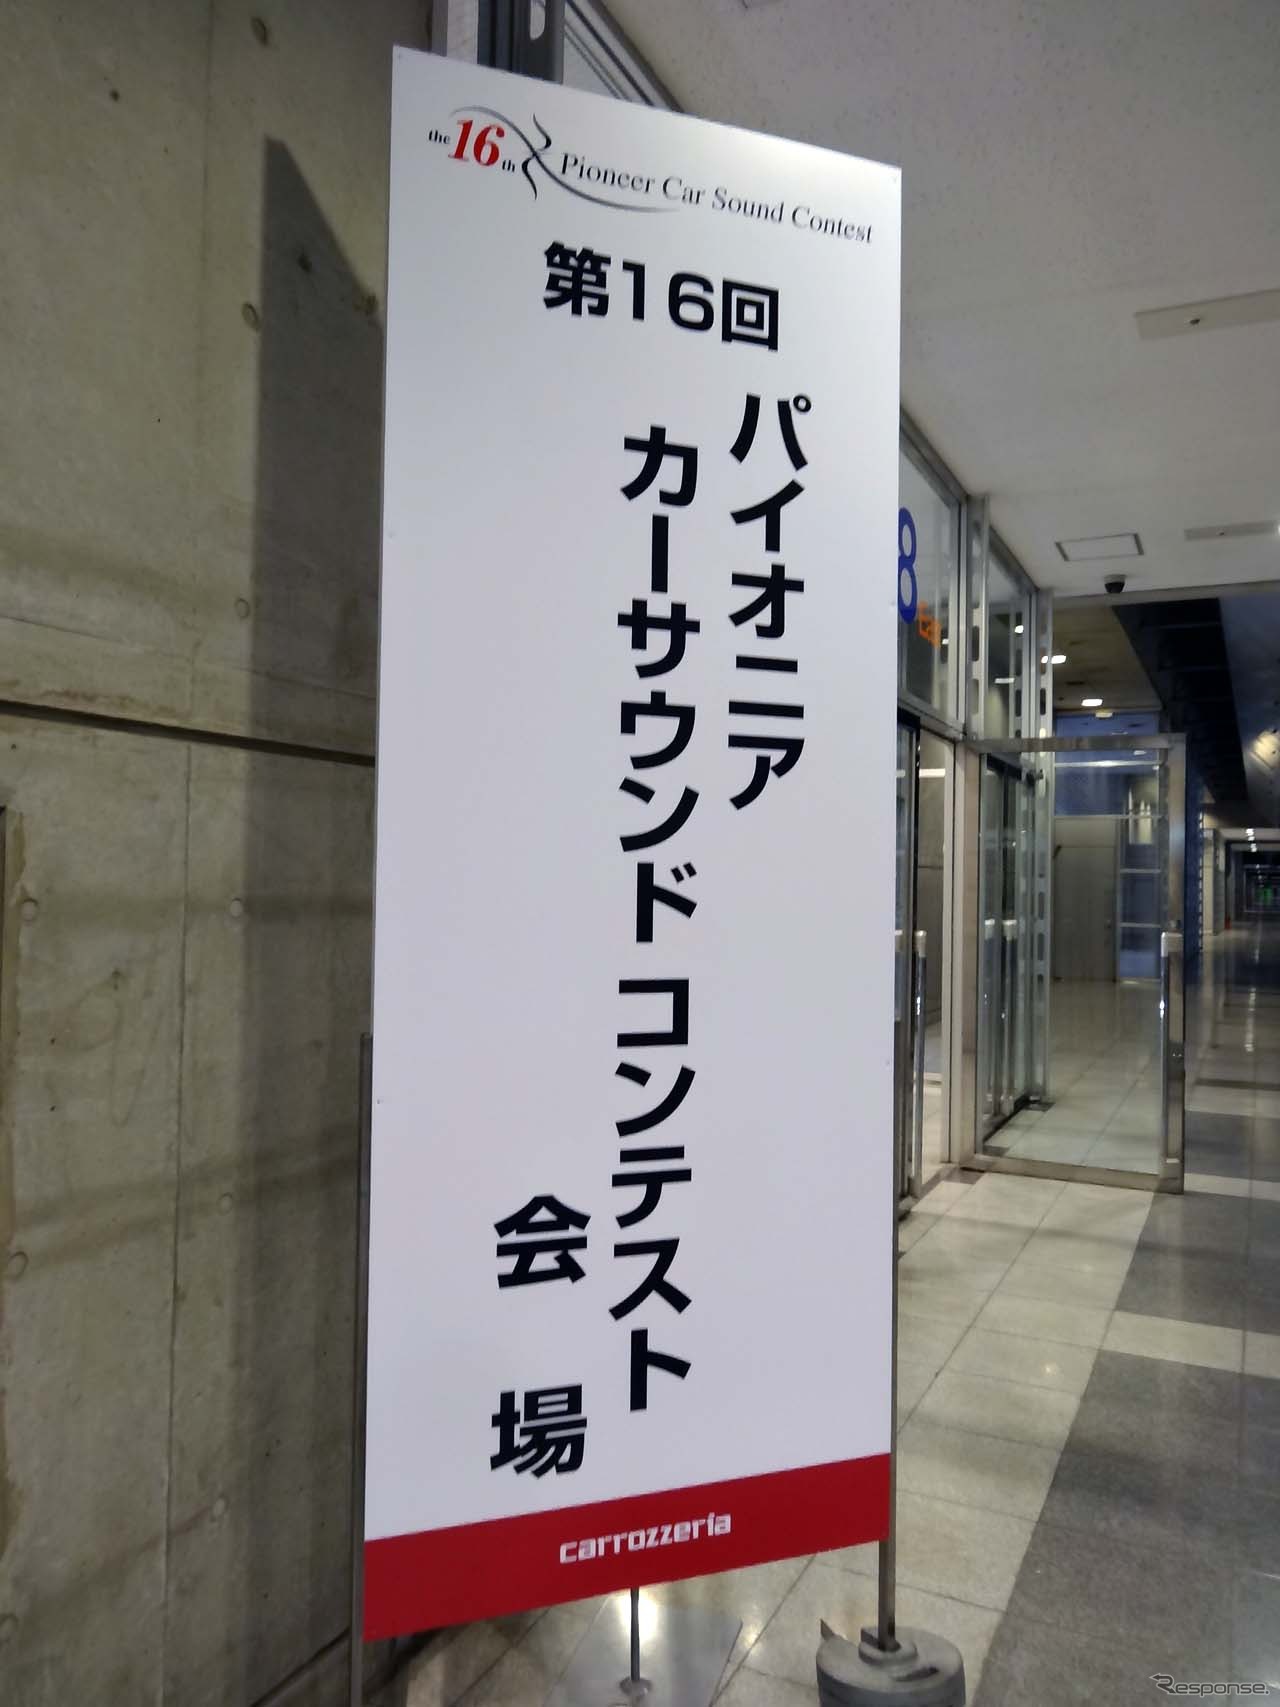 the 16th Pioneer Car Sound Contest
第16回
パイオニア
カーサウンド コンテスト
会場
carrozzeria
8
Response.